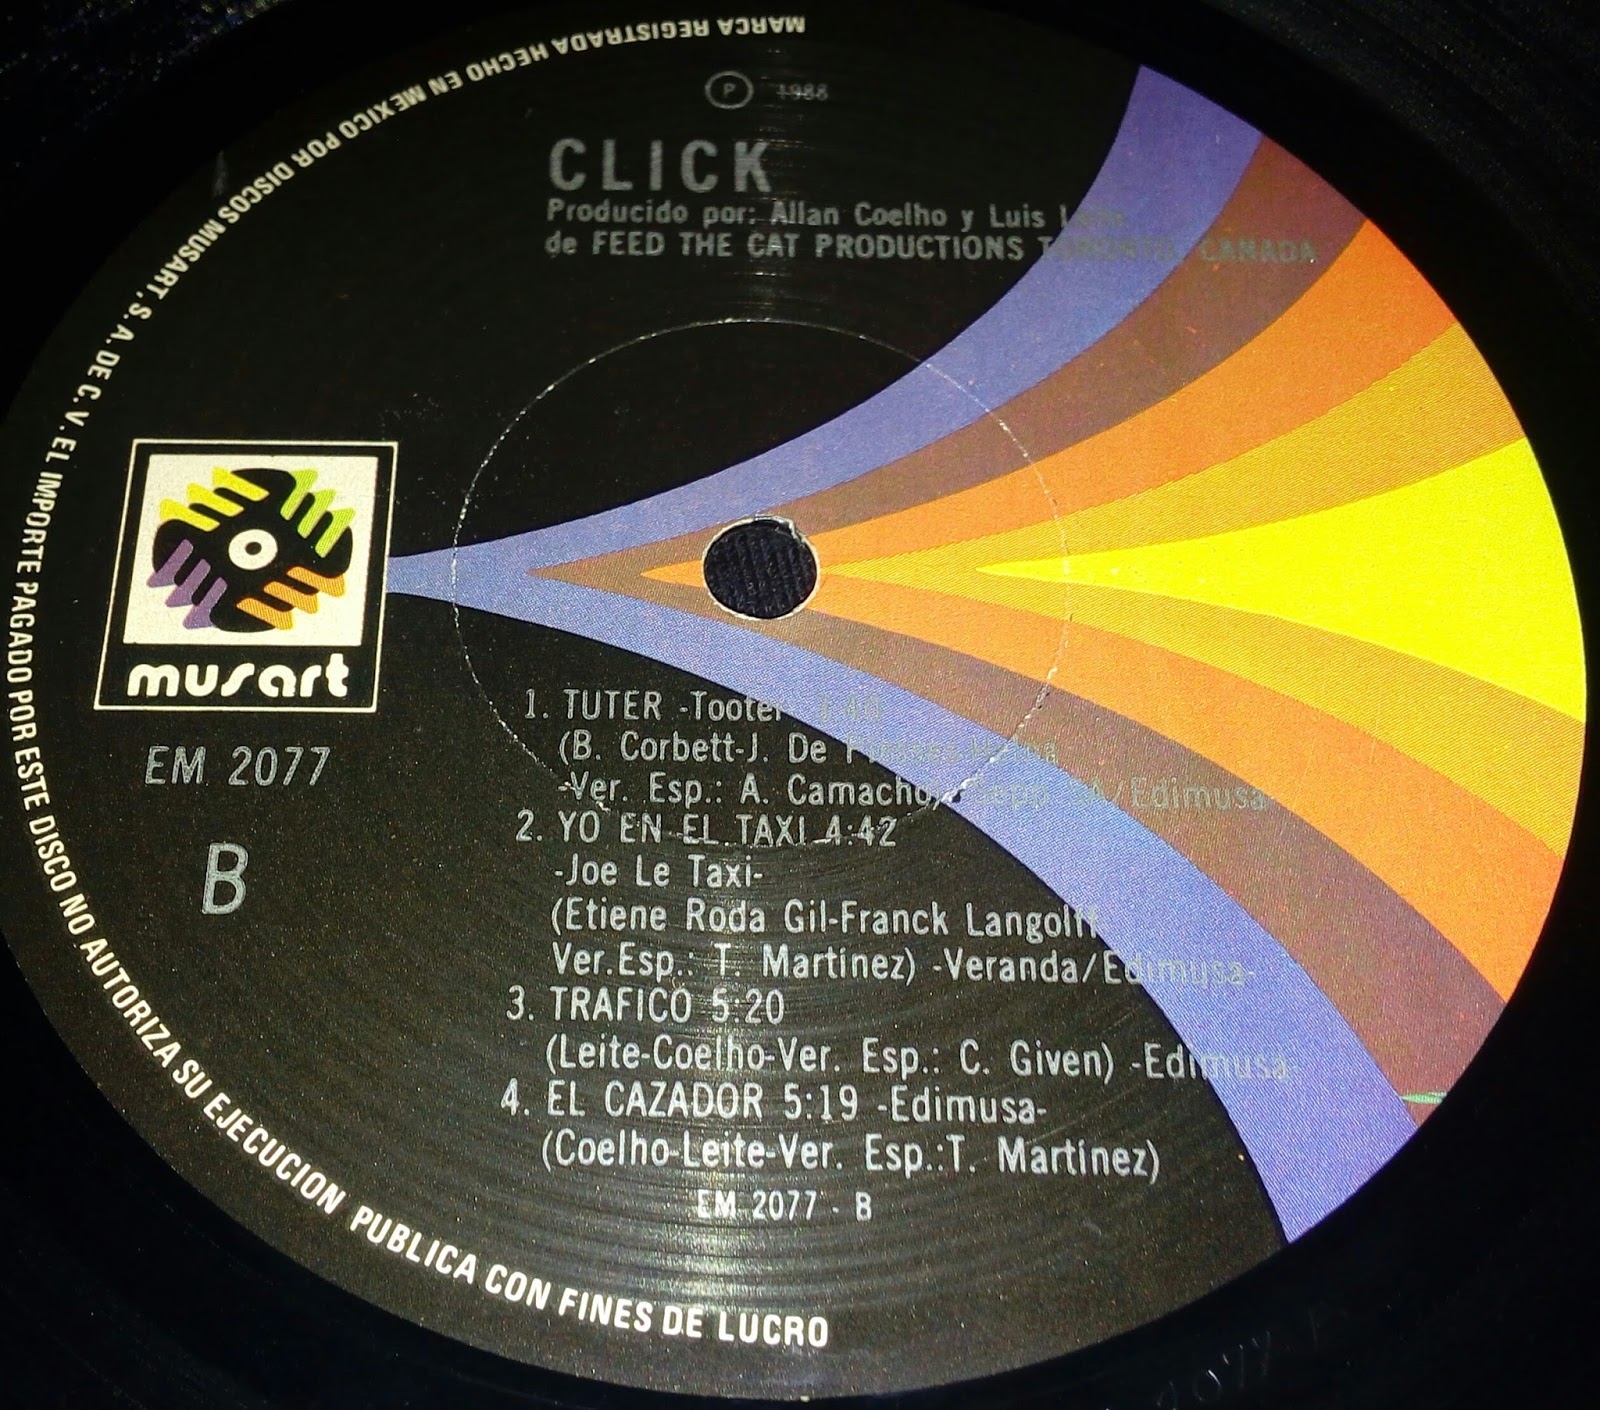 MARCA REGISTRADA HECHO EN MEXICO POR DISCOS MUSART, S. A. DE C. V. EL IMPORTE PAGADO POR ESTE DISCO NO AUTORIZA SU EJECUCION PUBLICA CON FINES DE LUCRO
Ⓟ 1988
CLICK
Producido por: Allan Coelho y Luis
de FEED THE CAT PRODUCTIONS TORONTO, CANADA
musart
EM 2077
B
1. TUTER -Tooter
(B. Corbett-J. De
-Ver. Esp.: A. Camacho /Edimusa
2. YO EN EL TAXI 4:42
-Joe Le Taxi-
(Etiene Roda Gil-Franck Langolff
Ver.Esp.: T. Martínez) -Veranda/Edimusa-
3. TRAFICO 5:20
(Leite-Coelho-Ver. Esp.: C. Given) -Edimusa-
4. EL CAZADOR 5:19 -Edimusa-
(Coelho-Leite-Ver. Esp.:T. Martínez)
EM 2077 - B